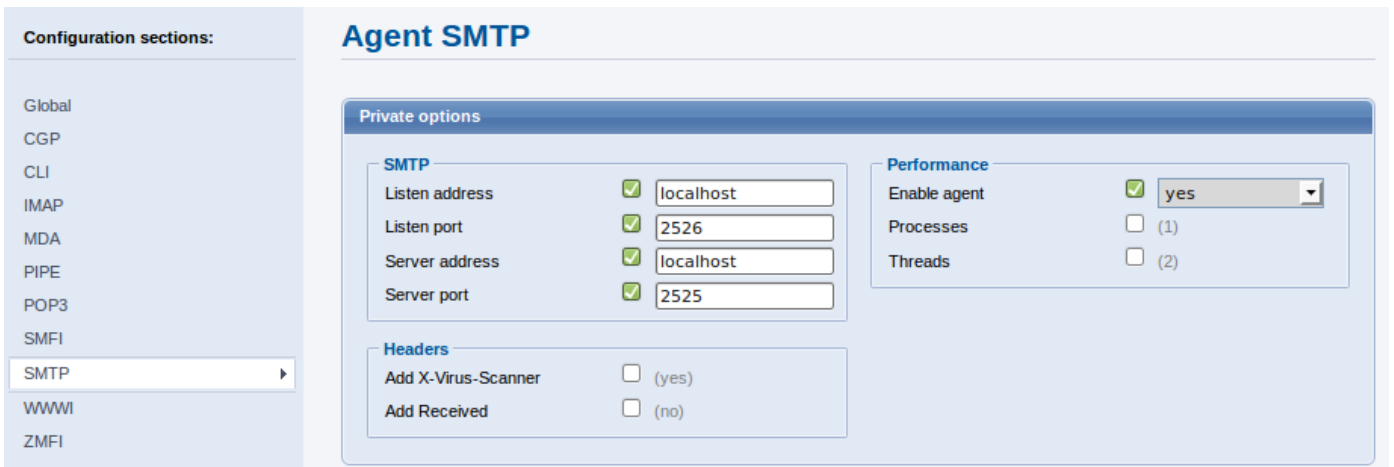 Configuration sections:
Global
CGP
CLI
IMAP
MDA
PIPE
POP3
SMFI
SMTP
WWWI
ZMFI
Agent SMTP
Private options
SMTP
Listen address localhost
Listen port 2526
Server address localhost
Server port 2525
Headers
Add X-Virus-Scanner (yes)
Add Received (no)
Performance
Enable agent yes
Processes (1)
Threads (2)